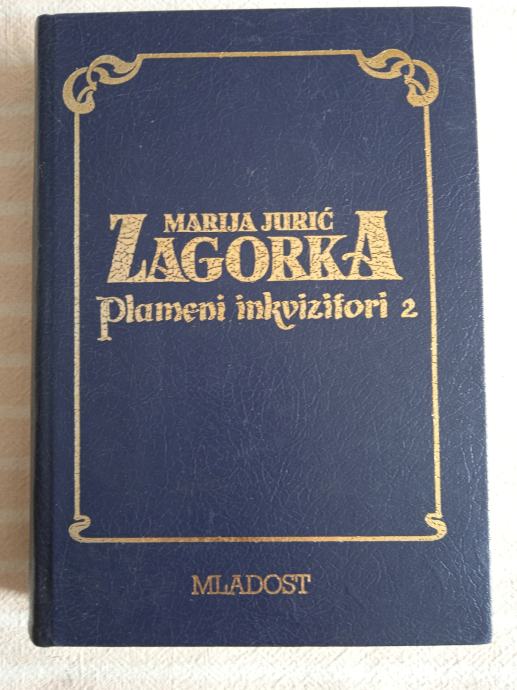 MARIJA JURIĆ
ZAGORKA
Plameni inkvizitori 2
MLADOST